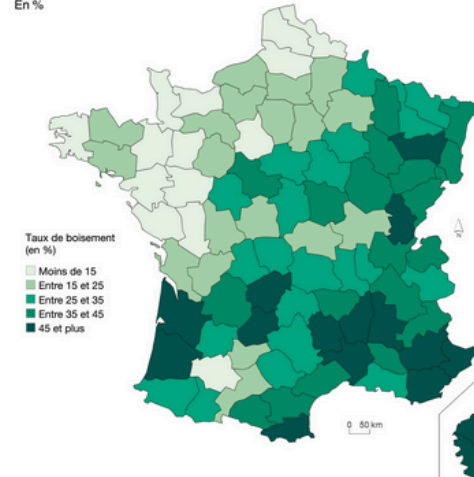 En %
Taux de boisement
(en %)
Moins de 15
Entre 15 et 25
Entre 25 et 35
Entre 35 et 45
45 et plus
N
0 50 km